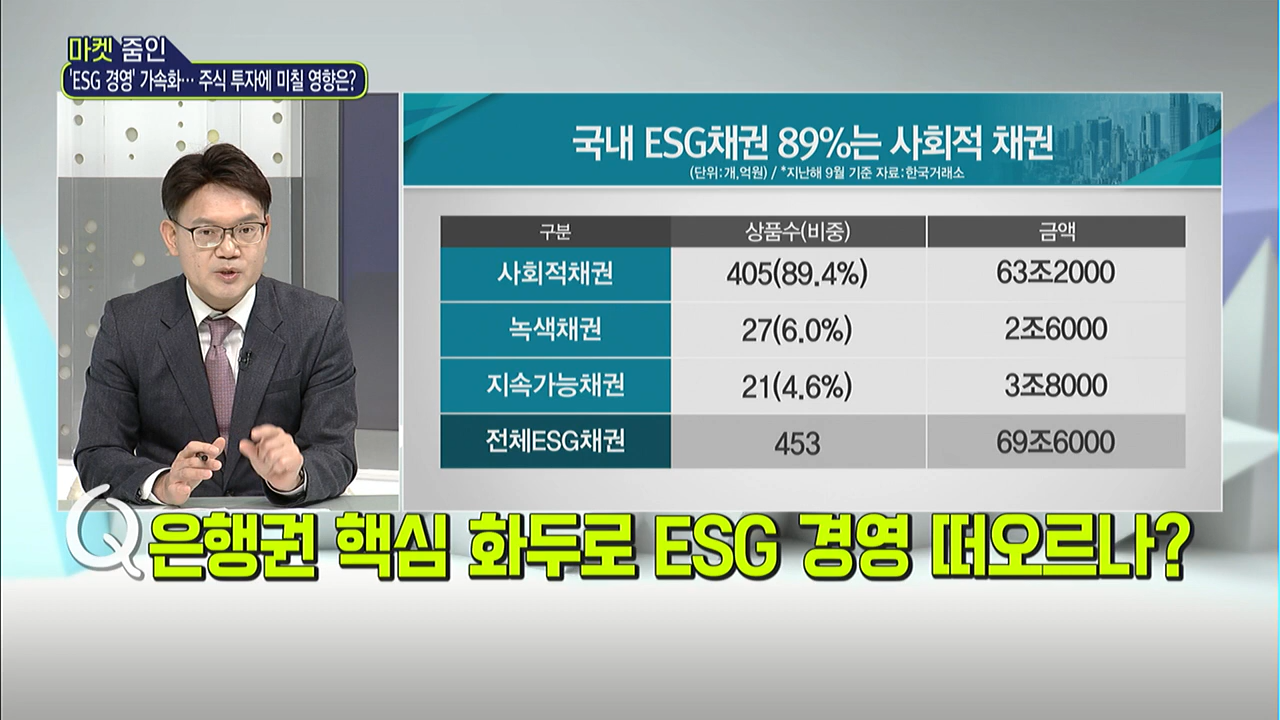 마켓 줌인
'ESG 경영' 가속화… 주식 투자에 미칠 영향은?
국내 ESG채권 89%는 사회적 채권
(단위:개,억원) / *지난해 9월 기준 자료:한국거래소
구분 상품수(비중) 금액
사회적채권 405(89.4%) 63조2000
녹색채권 27(6.0%) 2조6000
지속가능채권 21(4.6%) 3조8000
전체ESG채권 453 69조6000
Q 은행권 핵심 화두로 ESG 경영 떠오르나?